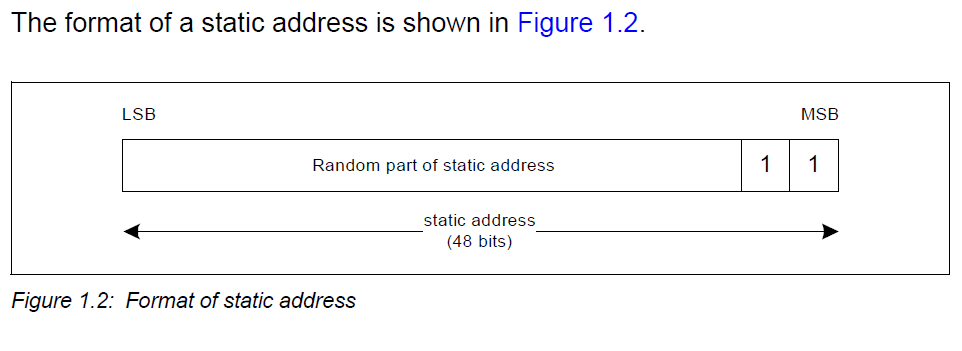 The format of a static address is shown in Figure 1.2.
LSB
MSB
Random part of static address
1
1
static address
(48 bits)
Figure 1.2: Format of static address